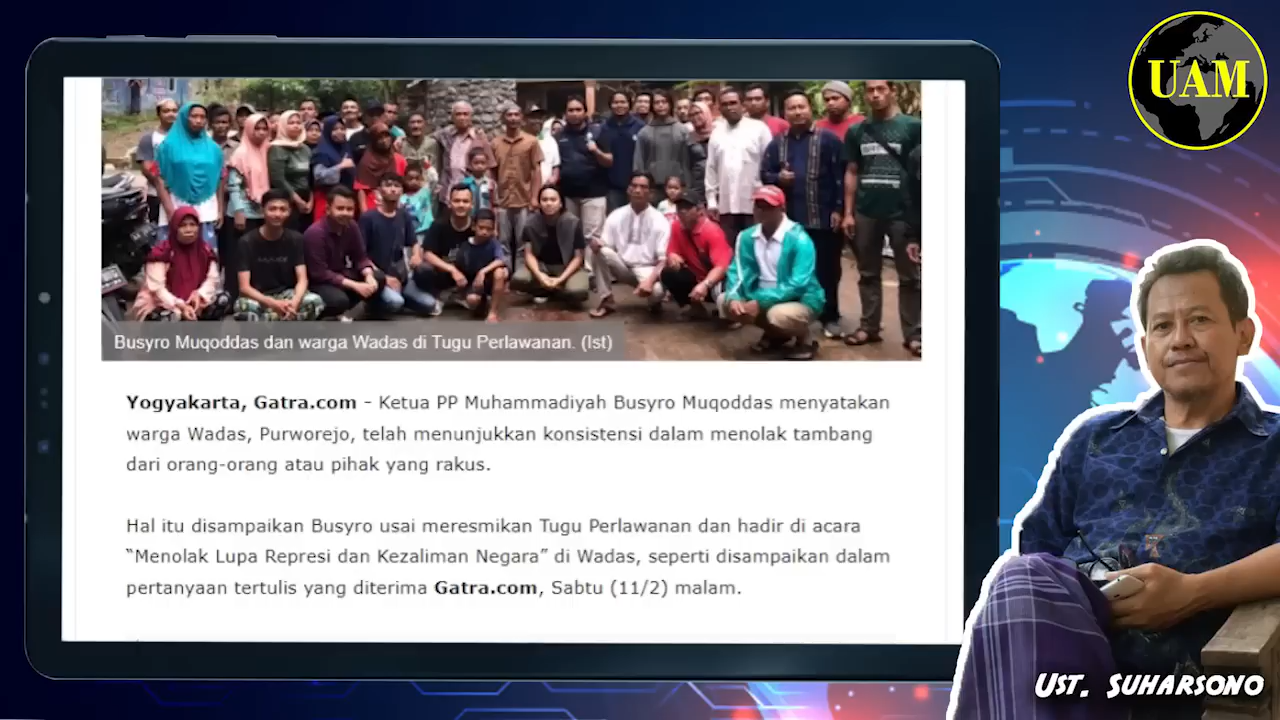 UAM
Busyro Muqoddas dan warga Wadas di Tugu Perlawanan. (Ist)
Yogyakarta, Gatra.com - Ketua PP Muhammadiyah Busyro Muqoddas menyatakan
warga Wadas, Purworejo, telah menunjukkan konsistensi dalam menolak tambang
dari orang-orang atau pihak yang rakus.
Hal itu disampaikan Busyro usai meresmikan Tugu Perlawanan dan hadir di acara
“Menolak Lupa Represi dan Kezaliman Negara” di Wadas, seperti disampaikan dalam
pertanyaan tertulis yang diterima Gatra.com, Sabtu (11/2) malam.
Ust. Suharsono